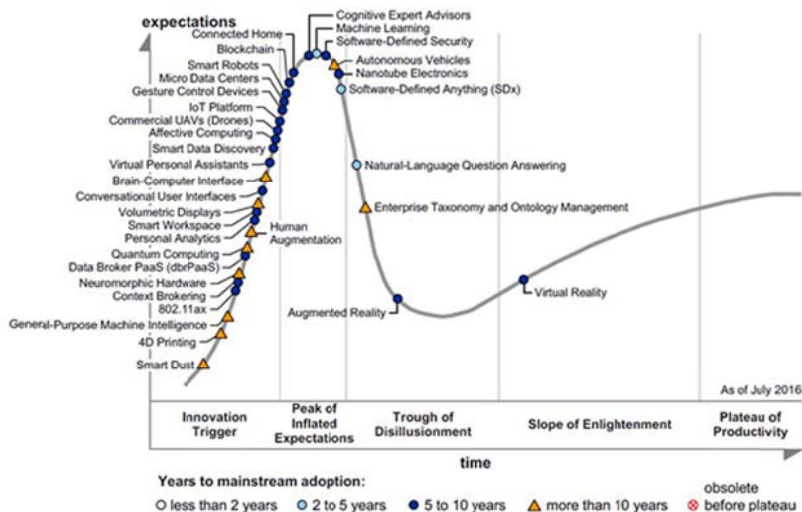 expectations
Cognitive Expert Advisors
Connected Home
Machine Learning
Blockchain
Software-Defined Security
Smart Robots
Autonomous Vehicles
Micro Data Centers
Nanotube Electronics
Gesture Control Devices
Software-Defined Anything (SDx)
IoT Platform
Commercial UAVs (Drones)
Affective Computing
Smart Data Discovery
Virtual Personal Assistants
Natural-Language Question Answering
Brain-Computer Interface
Conversational User Interfaces
Volumetric Displays
Enterprise Taxonomy and Ontology Management
Smart Workspace
Personal Analytics
Human
Augmentation
Quantum Computing
Data Broker PaaS (dbrPaaS)
Neuromorphic Hardware
Context Brokering
802.11ax
General-Purpose Machine Intelligence
4D Printing
Smart Dust
Augmented Reality
Virtual Reality
As of July 2016
Innovation
Trigger
Peak of
Inflated
Expectations
Trough of
Disillusionment
Slope of Enlightenment
Plateau of
Productivity
time
Years to mainstream adoption:
less than 2 years
2 to 5 years
5 to 10 years
more than 10 years
obsolete
before plateau